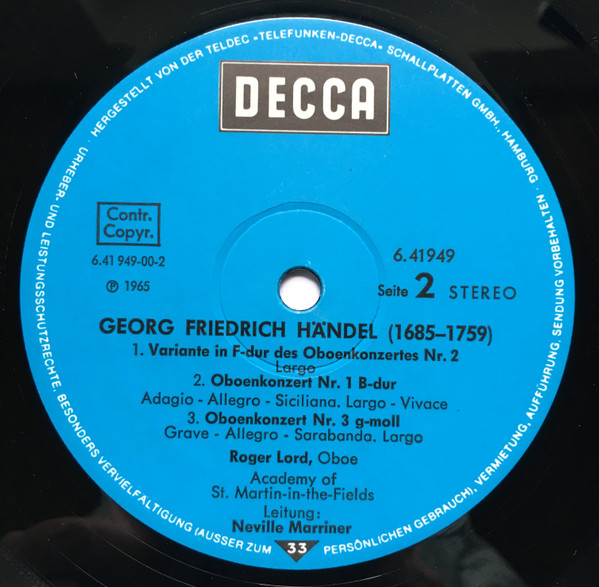 HERGESTELLT VON DER TELDEC »TELEFUNKEN-DECCA« SCHALLPLATTEN GMBH., HAMBURG ·
URHEBER- UND LEISTUNGSSCHUTZRECHTE, BESONDERS VERVIELFÄLTIGUNG (AUSSER ZUM PERSÖNLICHEN GEBRAUCH), VERMIETUNG, AUFFÜHRUNG, SENDUNG VORBEHALTEN ·
DECCA
Contr.
Copyr.
6.41 949-00-2
℗ 1965
6.41949
Seite 2 STEREO
GEORG FRIEDRICH HÄNDEL (1685–1759)
1. Variante in F-dur des Oboenkonzertes Nr. 2
Largo
2. Oboenkonzert Nr. 1 B-dur
Adagio - Allegro - Siciliana. Largo - Vivace
3. Oboenkonzert Nr. 3 g-moll
Grave - Allegro - Sarabanda. Largo
Roger Lord, Oboe
Academy of
St. Martin-in-the-Fields
Leitung:
Neville Marriner
33